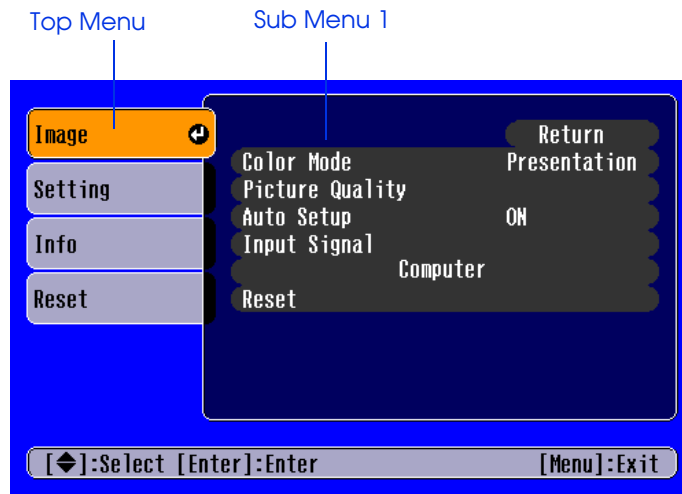 Top Menu
Sub Menu 1
Image
Setting
Info
Reset
Return
Color Mode Presentation
Picture Quality
Auto Setup ON
Input Signal
Computer
Reset
[◆]:Select [Enter]:Enter [Menu]:Exit